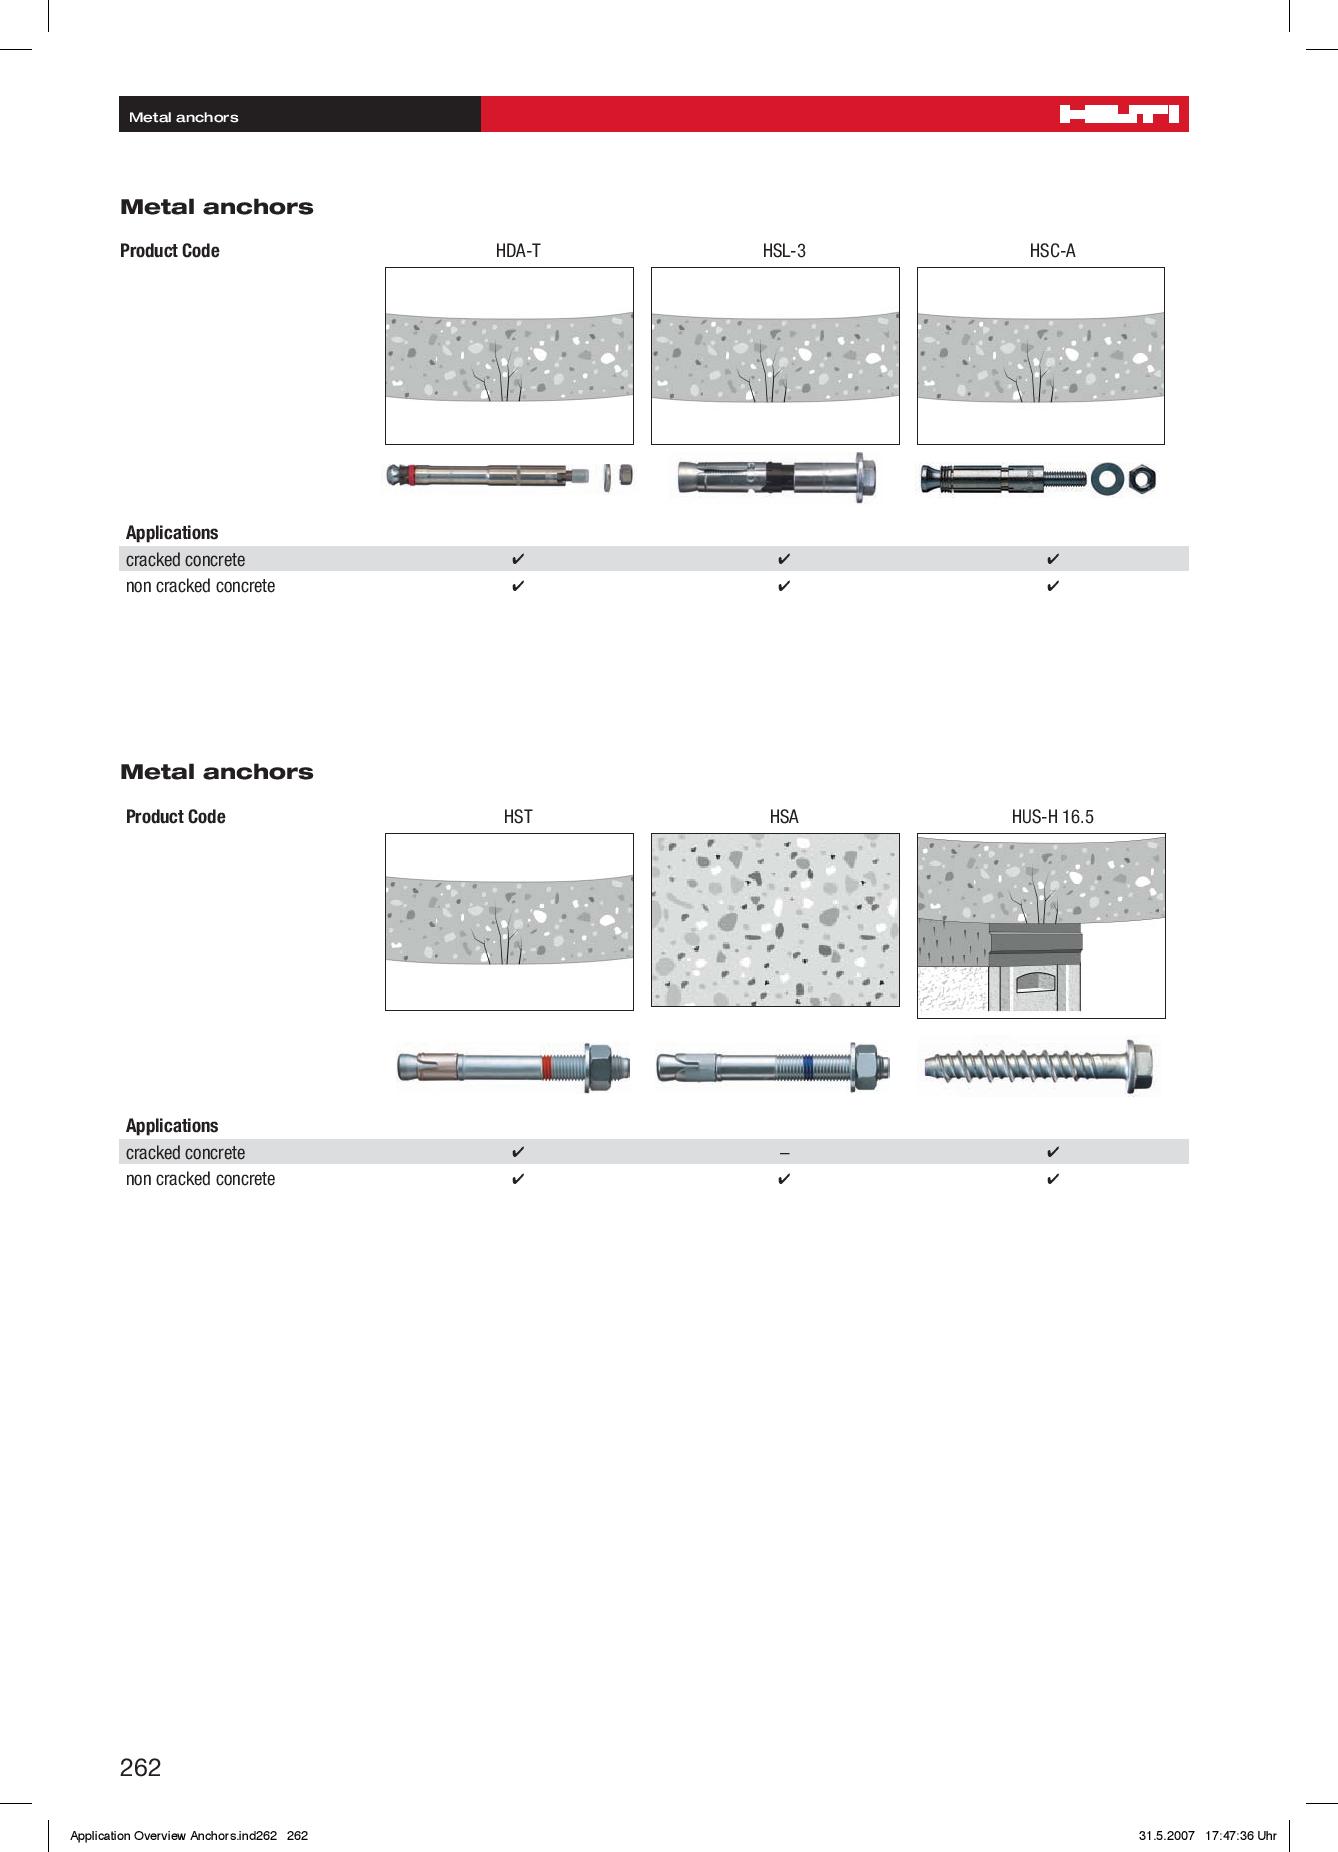 Metal anchors
HILTI
Metal anchors
Product Code HDA-T HSL-3 HSC-A
Applications
cracked concrete ✔ ✔ ✔
non cracked concrete ✔ ✔ ✔
Metal anchors
Product Code HST HSA HUS-H 16.5
Applications
cracked concrete ✔ – ✔
non cracked concrete ✔ ✔ ✔
262
Application Overview Anchors.ind262 262 31.5.2007 17:47:36 Uhr